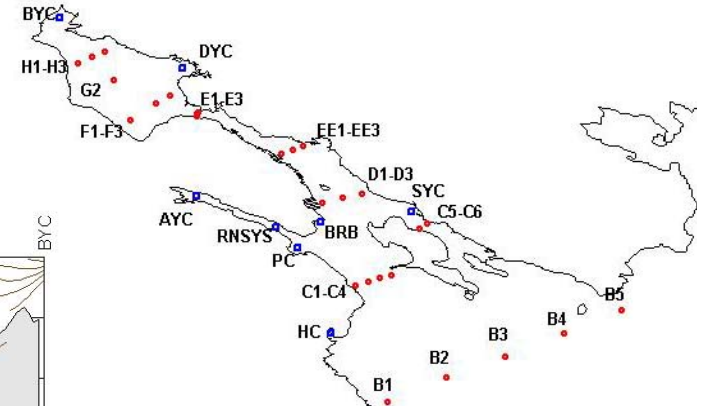 BYC
DYC
H1-H3
G2
E1-E3
F1-F3
EE1-EE3
D1-D3
SYC
C5-C6
AYC
RNSYS
BRB
PC
BYC
C1-C4
B5
B4
HC
B3
B2
B1